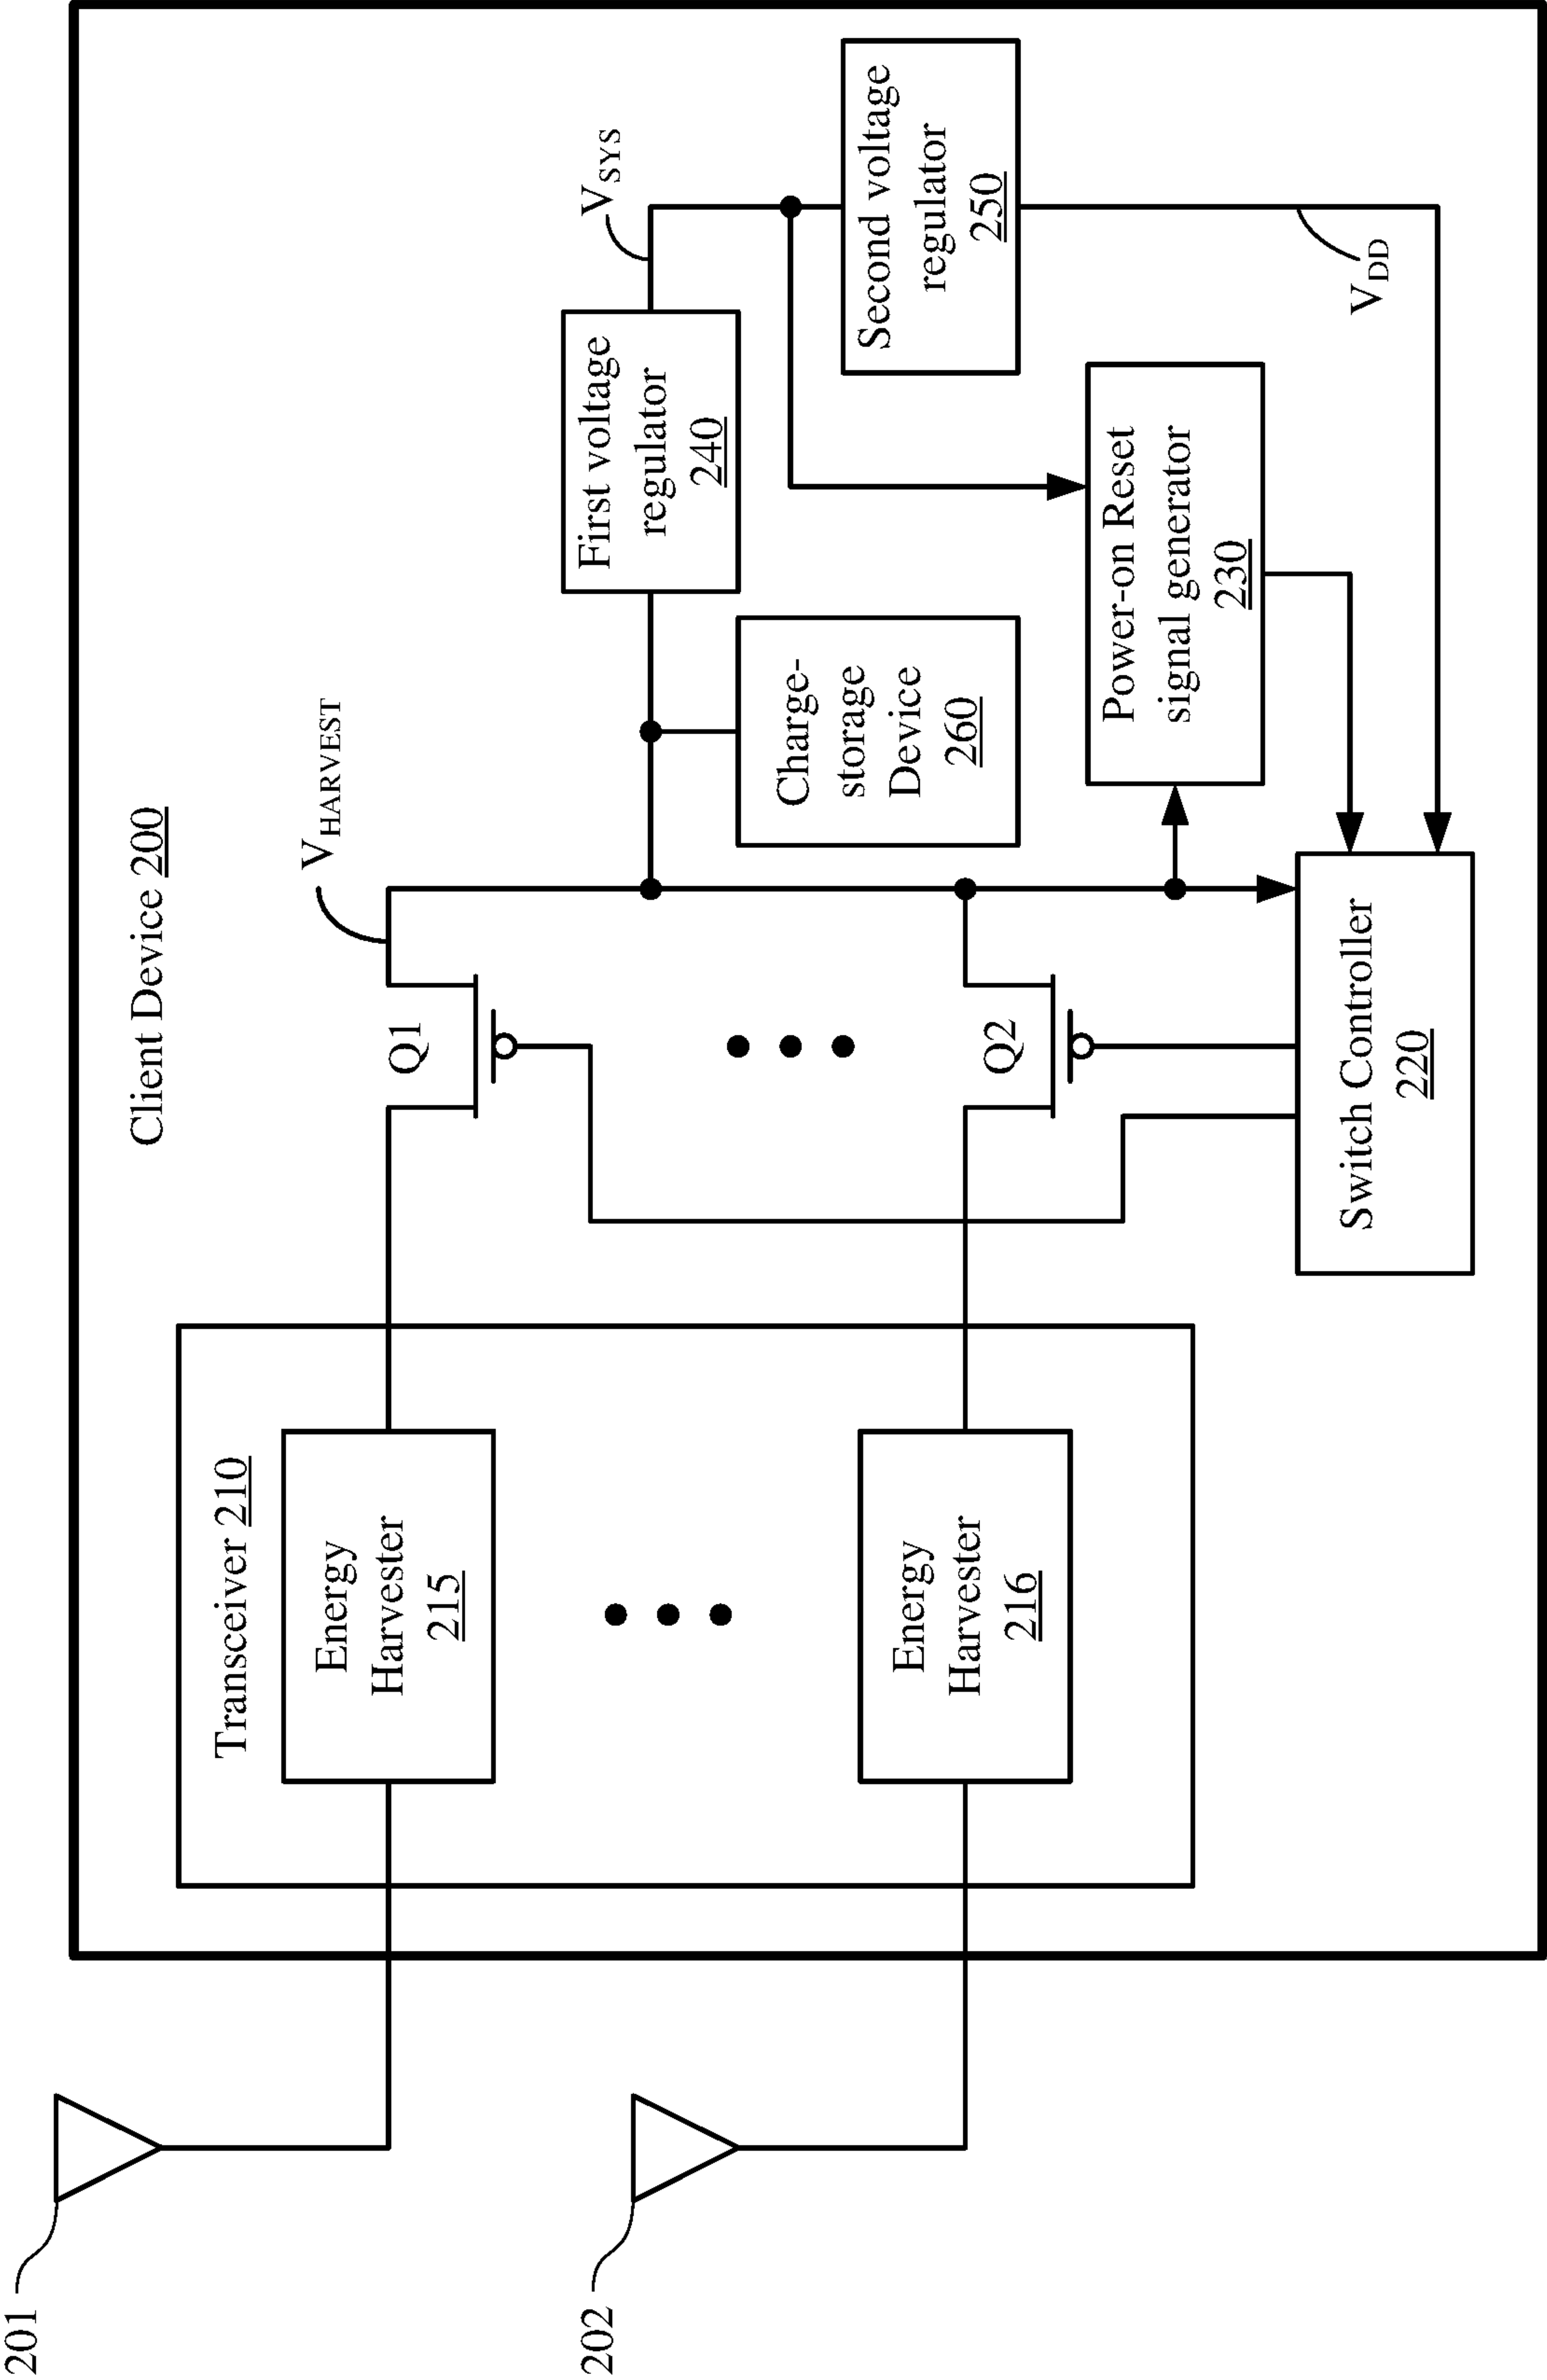 Client Device 200
201
202
Transceiver 210
Energy
Harvester
215
Energy
Harvester
216
Q1
Q2
VHARVEST
Switch Controller
220
Charge-
storage
Device
260
First voltage
regulator
240
Power-on Reset
signal generator
230
VSYS
Second voltage
regulator
250
VDD